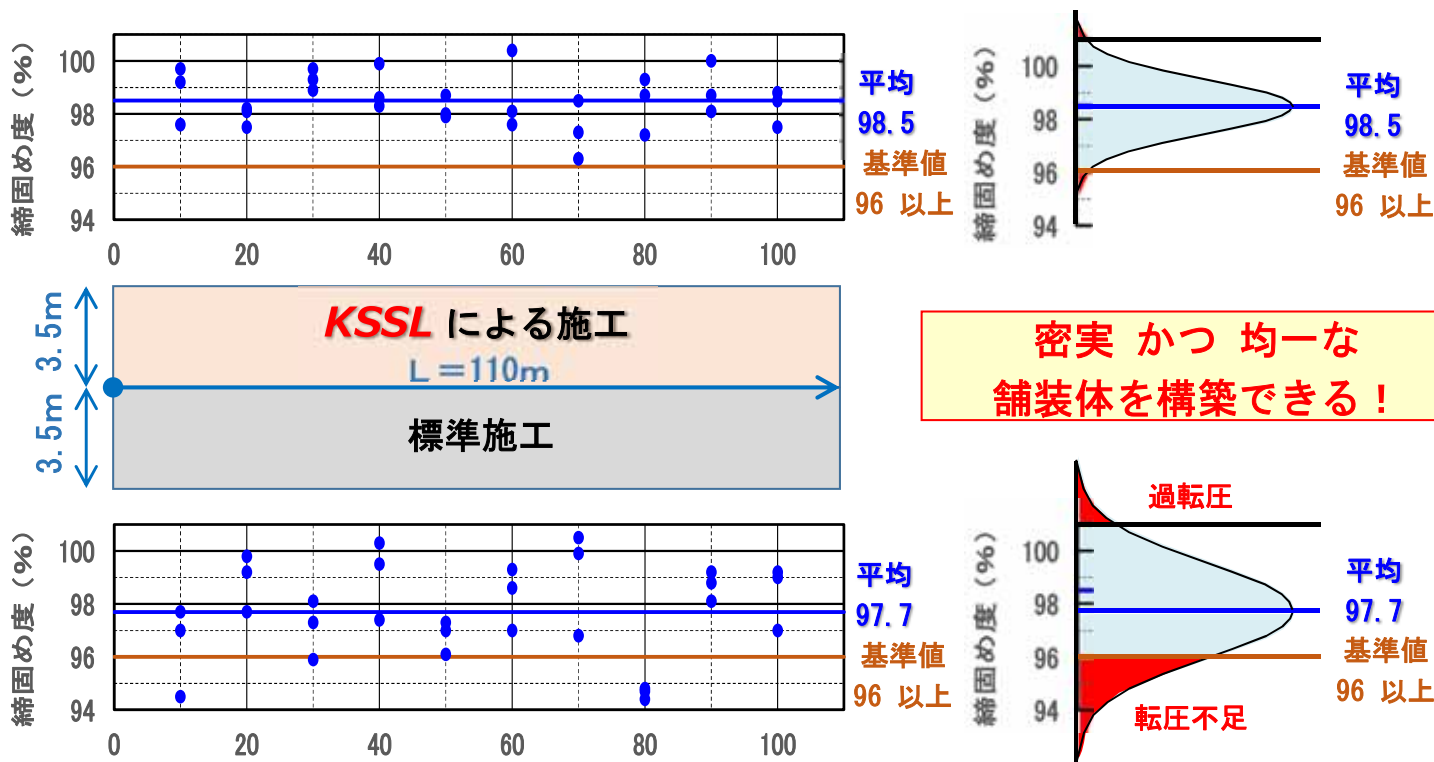 締固め度（%）
100
98
96
94
0
20
40
60
80
100
平均
98.5
基準値
96 以上
締固め度（%）
100
98
96
94
平均
98.5
基準値
96 以上
3.5m
3.5m
KSSL による施工
L＝110m
標準施工
密実 かつ 均一な
舗装体を構築できる！
締固め度（%）
100
98
96
94
0
20
40
60
80
100
平均
97.7
基準値
96 以上
締固め度（%）
100
98
96
94
過転圧
転圧不足
平均
97.7
基準値
96 以上